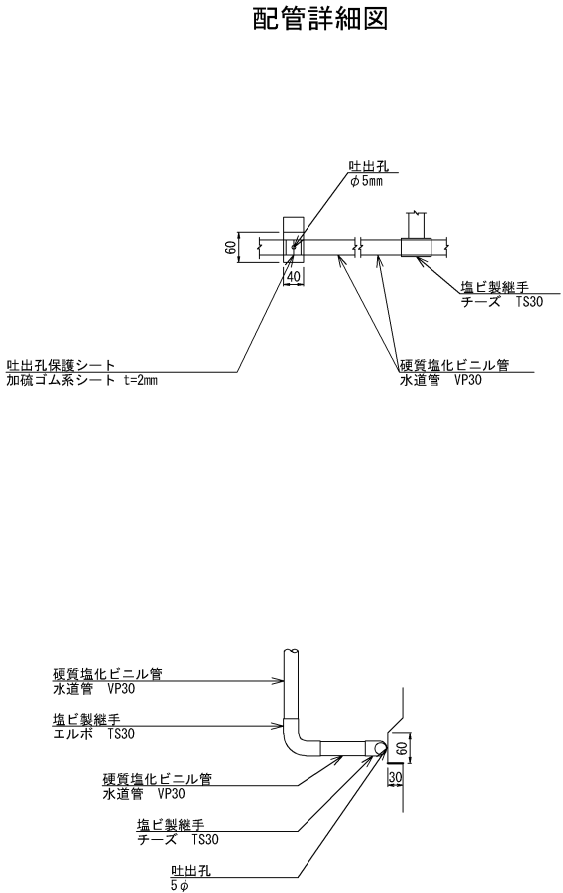 配管詳細図
吐出孔
φ5mm
60
40
塩ビ製継手
チーズ TS30
吐出孔保護シート
加硫ゴム系シート t=2mm
硬質塩化ビニル管
水道管 VP30
硬質塩化ビニル管
水道管 VP30
塩ビ製継手
エルボ TS30
60
30
硬質塩化ビニル管
水道管 VP30
塩ビ製継手
チーズ TS30
吐出孔
5φ